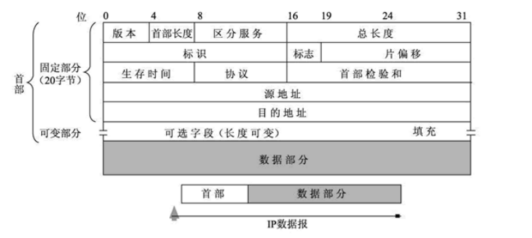 位 0 4 8 16 19 24 31
版本 首部长度 区分服务 总长度
标识 标志 片偏移
生存时间 协议 首部检验和
源地址
目的地址
可选字段(长度可变) 填充
数据部分
首部
固定部分
(20字节)
可变部分
首部 数据部分
IP数据报